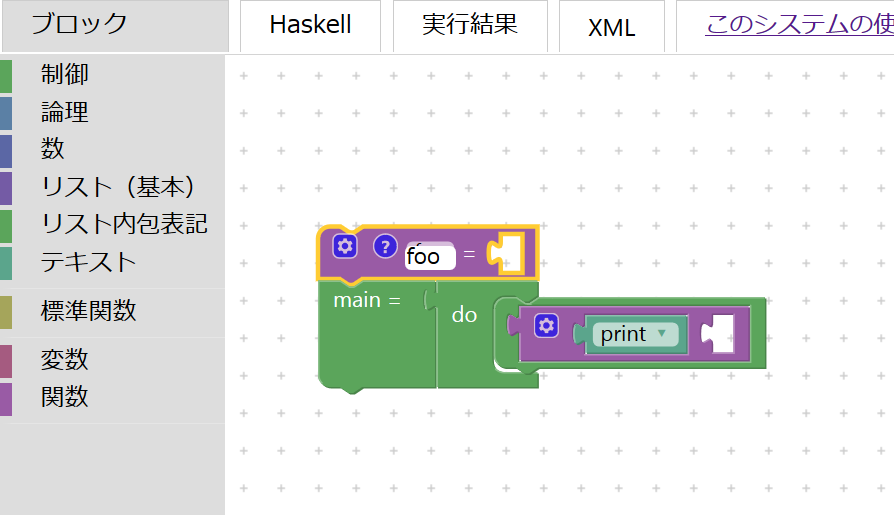 ブロック
Haskell
実行結果
XML
このシステムの使
制御
論理
数
リスト（基本）
リスト内包表記
テキスト
標準関数
変数
関数
? foo =
main =
do
print ▼